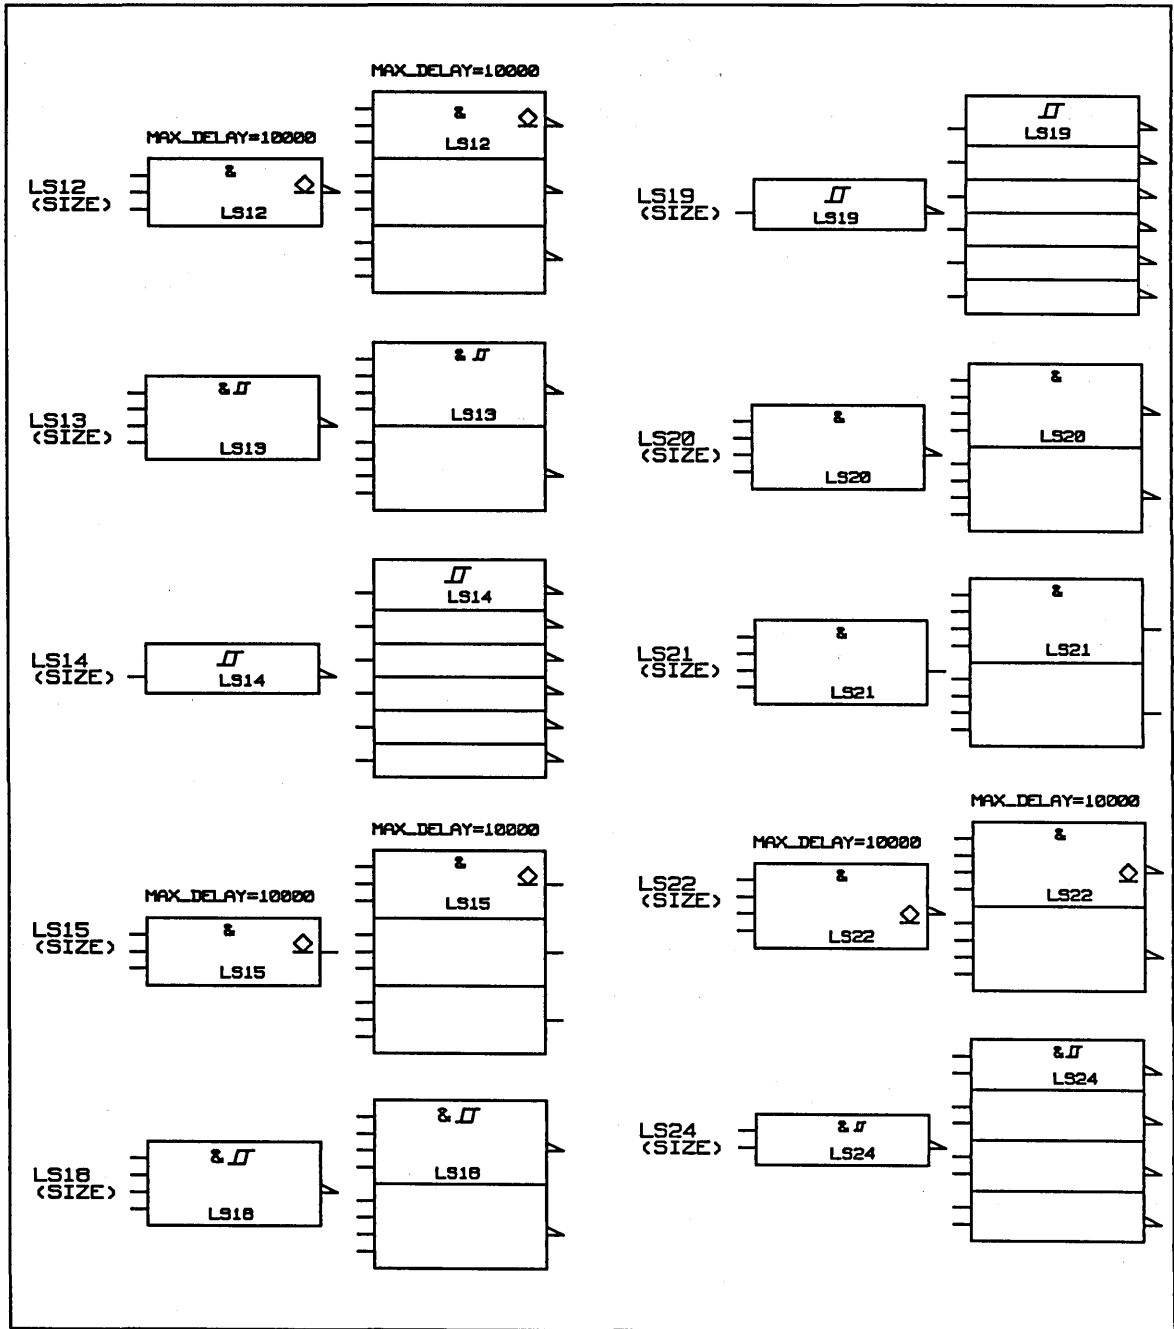 MAX_DELAY=10000
&
LS12
MAX_DELAY=10000
&
LS12
LS12
(SIZE)
&
LS13
&
LS13
LS13
(SIZE)
LS14
LS14
LS14
(SIZE)
MAX_DELAY=10000
&
LS15
MAX_DELAY=10000
&
LS15
LS15
(SIZE)
&
LS18
&
LS18
LS18
(SIZE)
LS19
LS19
LS19
(SIZE)
&
LS20
&
LS20
LS20
(SIZE)
&
LS21
&
LS21
LS21
(SIZE)
MAX_DELAY=10000
&
LS22
MAX_DELAY=10000
&
LS22
LS22
(SIZE)
&
LS24
&
LS24
LS24
(SIZE)